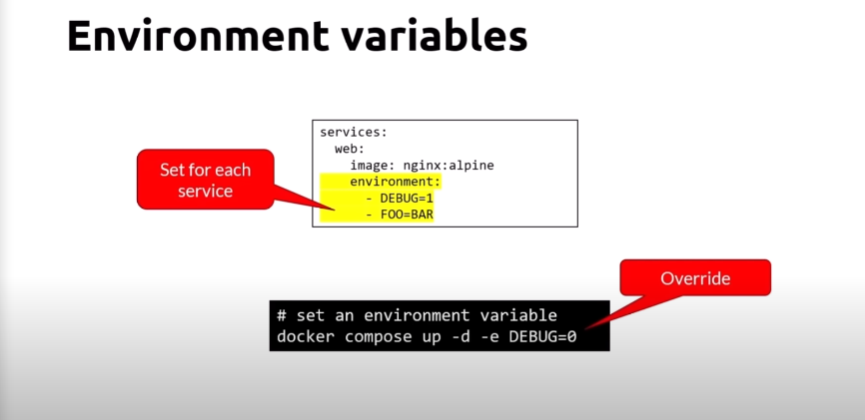 Environment variables
services:
web:
image: nginx:alpine
environment:
- DEBUG=1
- FOO=BAR
Set for each
service
Override
# set an environment variable
docker compose up -d -e DEBUG=0